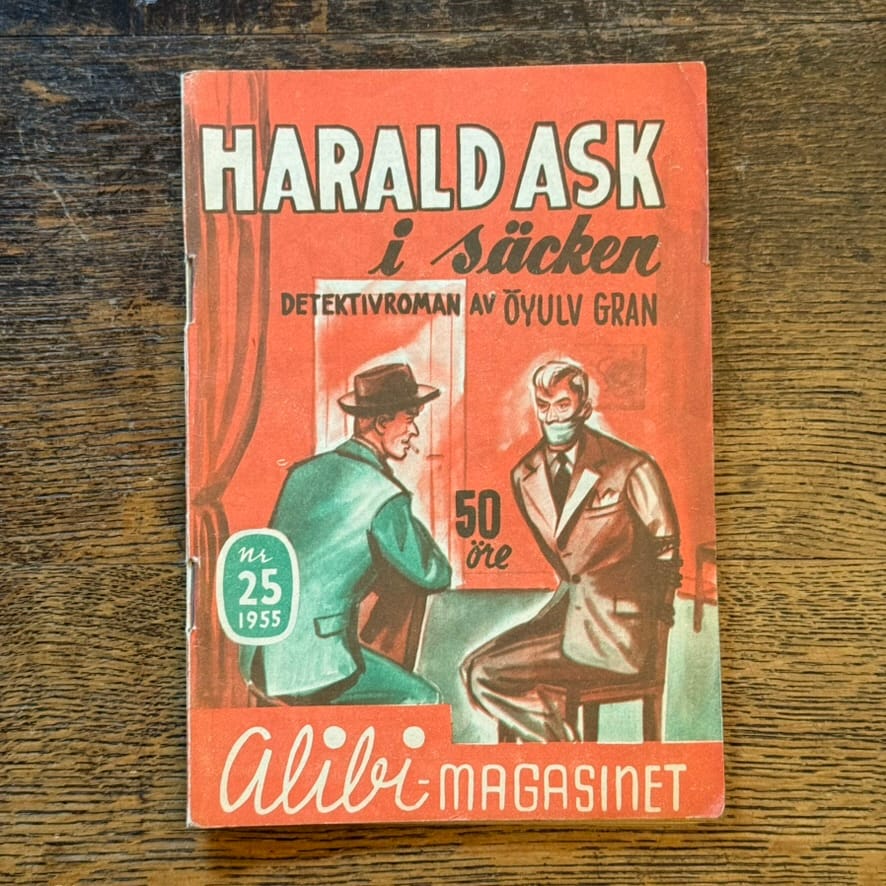 HARALD ASK
i säcken
DETEKTIVROMAN AV ÖYULV GRAN
50
öre
nr
25
1955
alibi-MAGASINET